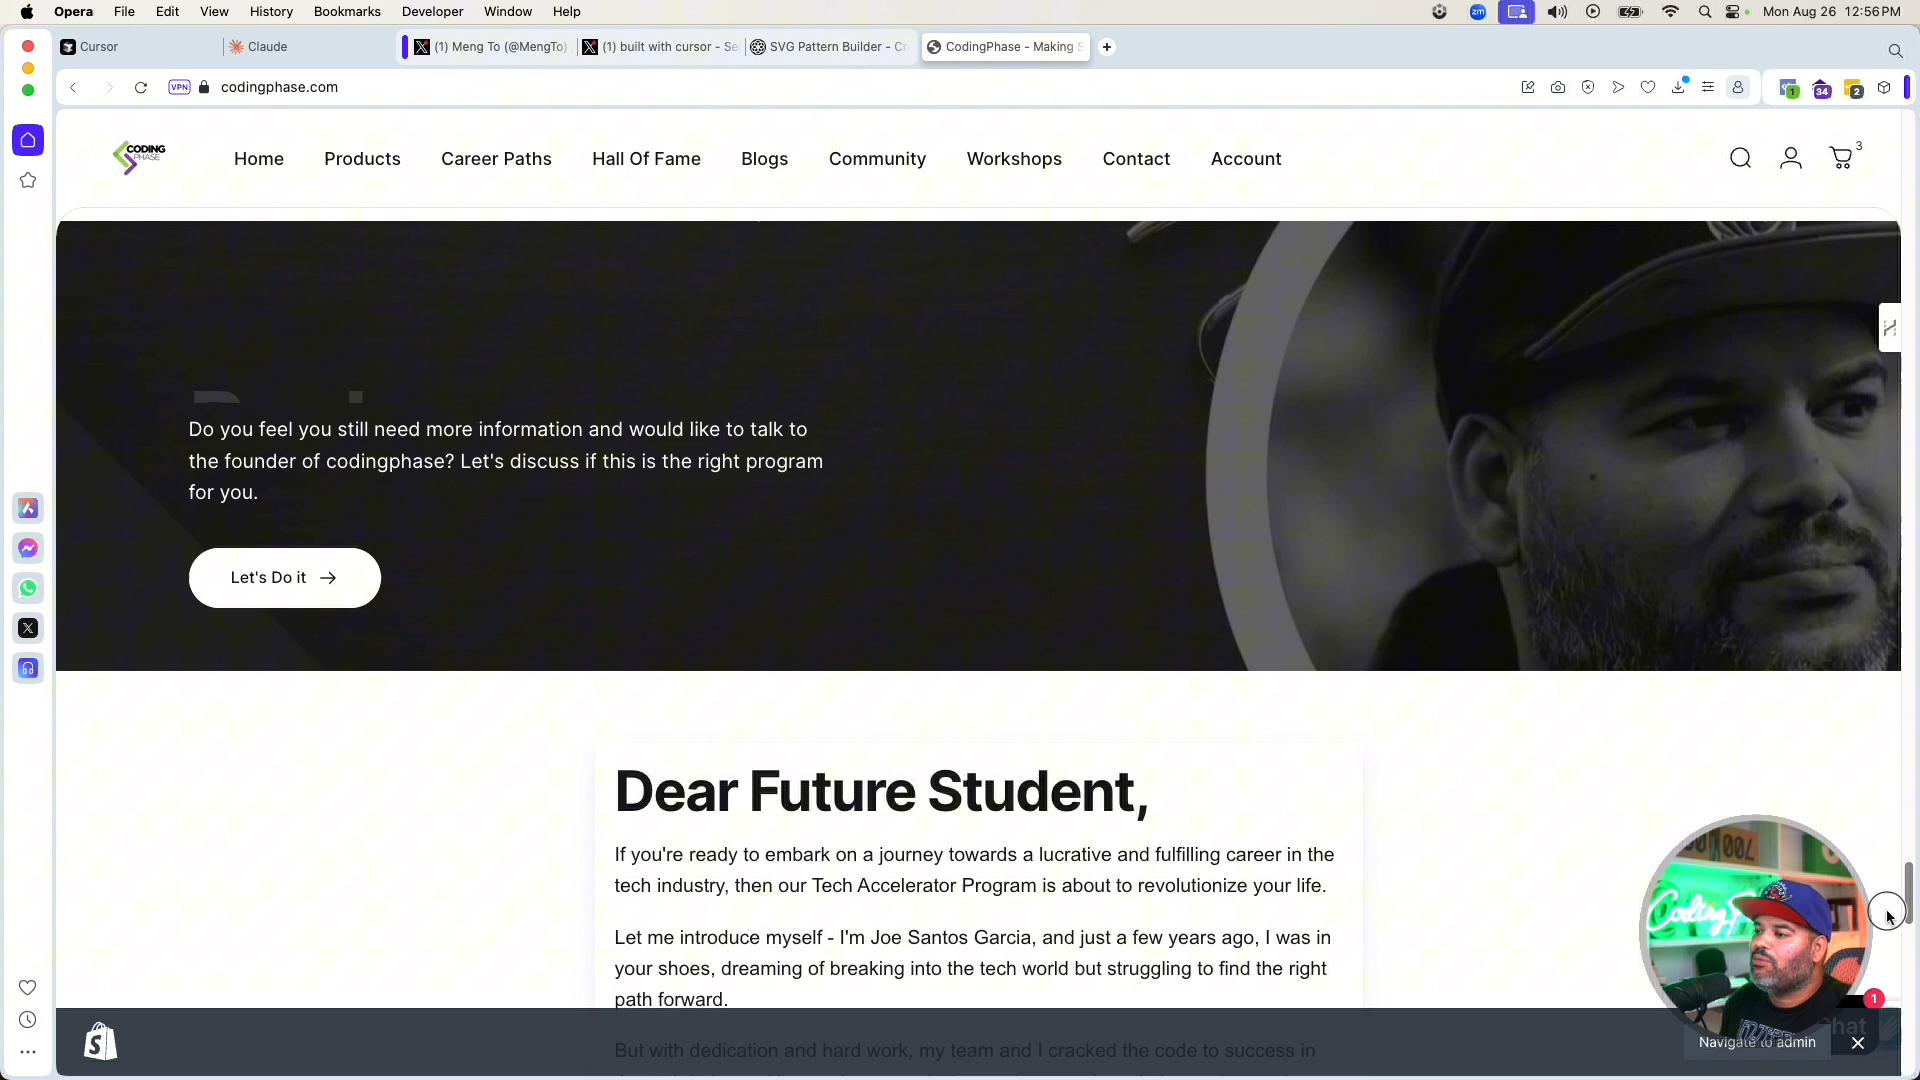 Opera File Edit View History Bookmarks Developer Window Help zm Mon Aug 26 12:56 PM
Cursor Claude (1) Meng To (@MengTo) (1) built with cursor - Se SVG Pattern Builder - Cr CodingPhase - Making S
VPN codingphase.com 1 34 2
CODING PHASE Home Products Career Paths Hall Of Fame Blogs Community Workshops Contact Account 3
Do you feel you still need more information and would like to talk to
the founder of codingphase? Let's discuss if this is the right program
for you.
Let's Do it →
Dear Future Student,
If you're ready to embark on a journey towards a lucrative and fulfilling career in the
tech industry, then our Tech Accelerator Program is about to revolutionize your life.
Let me introduce myself - I'm Joe Santos Garcia, and just a few years ago, I was in
your shoes, dreaming of breaking into the tech world but struggling to find the right
path forward.
But with dedication and hard work, my team and I cracked the code to success in
1
Navigate to admin